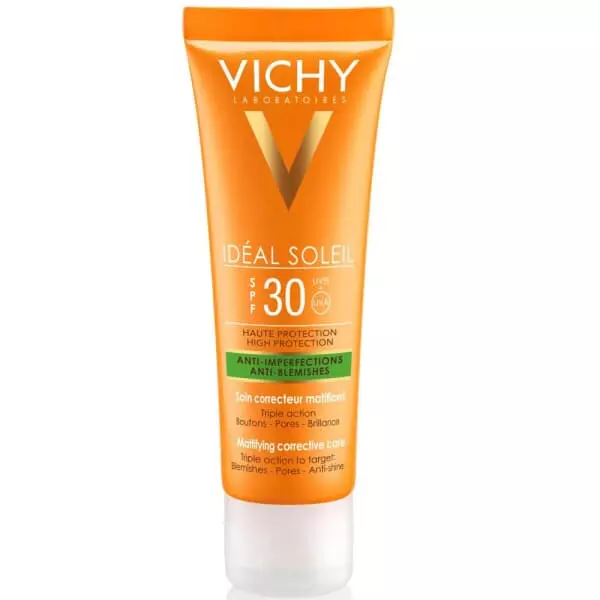 VICHY
LABORATOIRES
IDÉAL SOLEIL
SPF 30 UVB + UVA
HAUTE PROTECTION
HIGH PROTECTION
ANTI-IMPERFECTIONS
ANTI-BLEMISHES
Soin correcteur matifiant
Triple action
Boutons - Pores - Brillance
Mattifying corrective care
Triple action to target:
Blemishes - Pores - Anti-shine